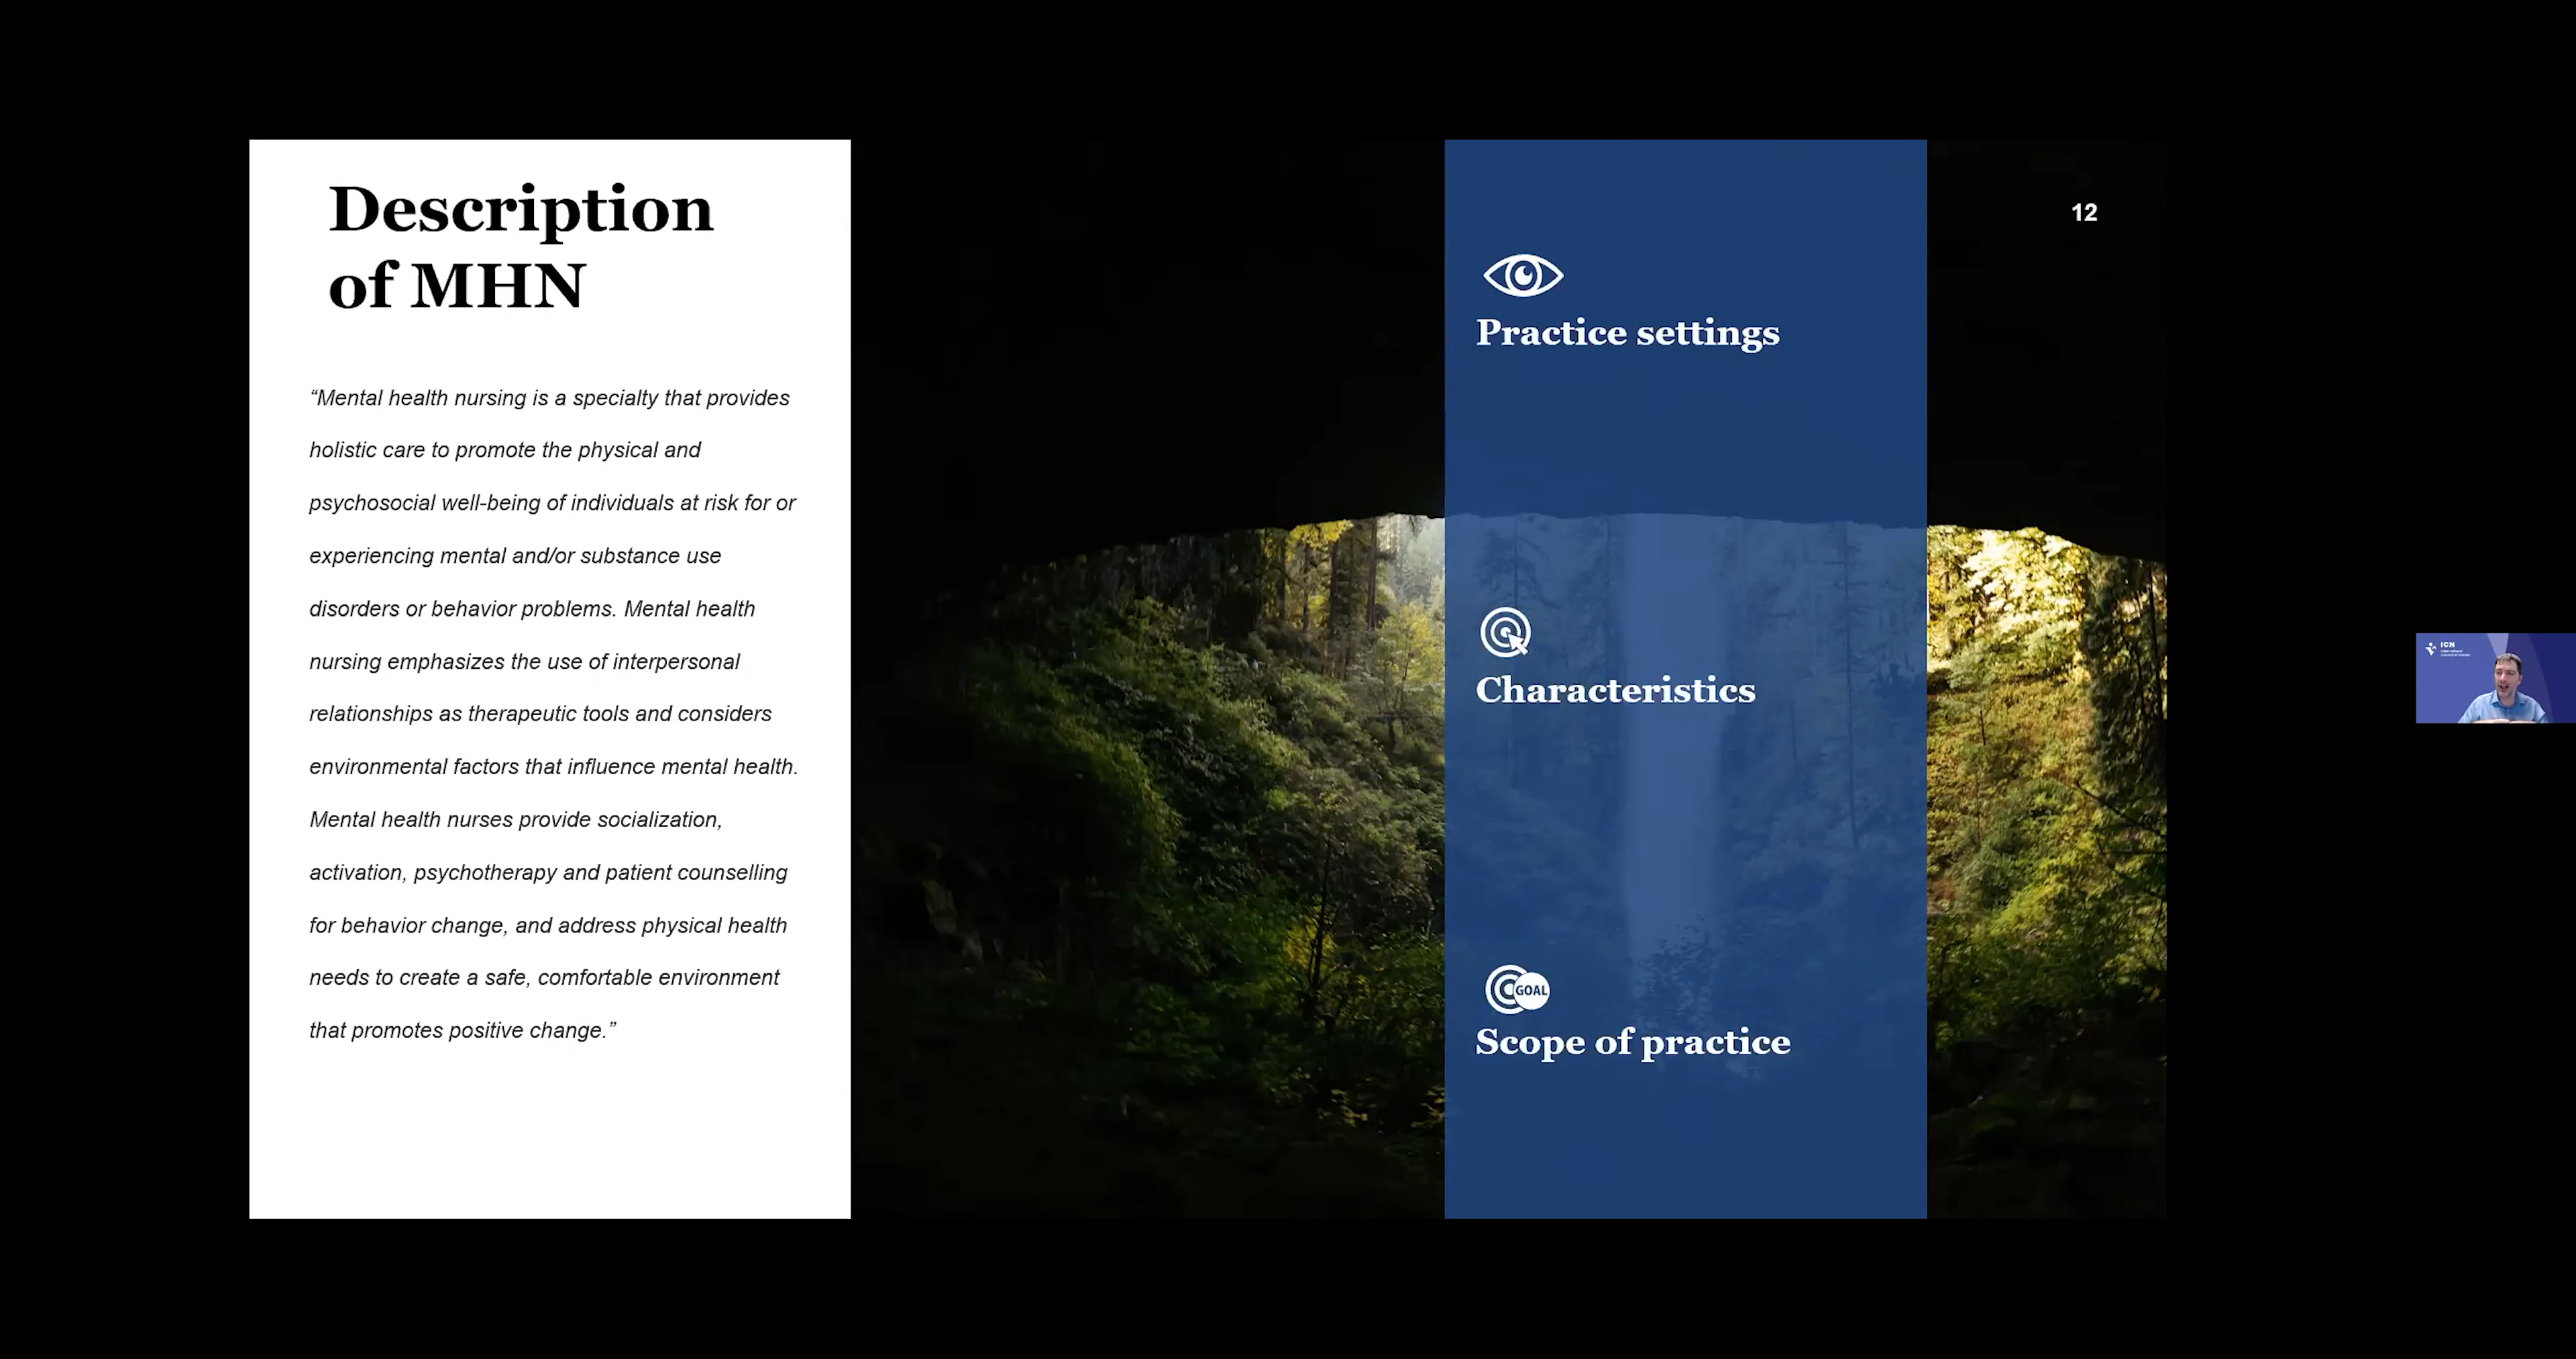 Description
of MHN
“Mental health nursing is a specialty that provides
holistic care to promote the physical and
psychosocial well-being of individuals at risk for or
experiencing mental and/or substance use
disorders or behavior problems. Mental health
nursing emphasizes the use of interpersonal
relationships as therapeutic tools and considers
environmental factors that influence mental health.
Mental health nurses provide socialization,
activation, psychotherapy and patient counselling
for behavior change, and address physical health
needs to create a safe, comfortable environment
that promotes positive change.”
Practice settings
Characteristics
GOAL
Scope of practice
12
ICN